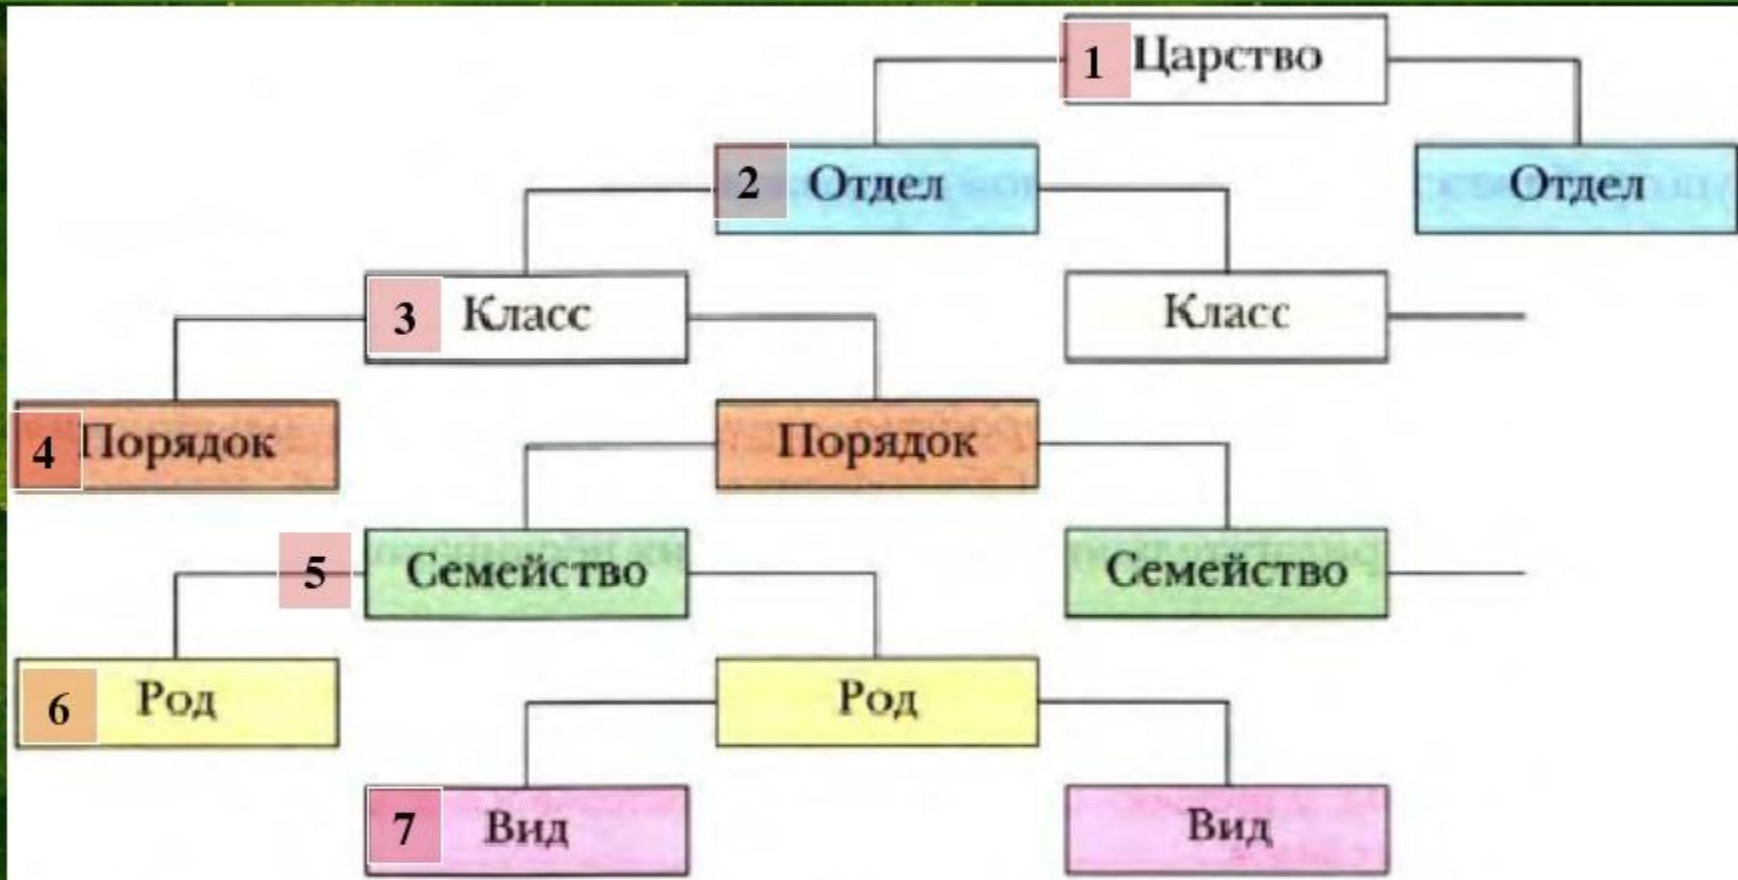 1 Царство
2 Отдел Отдел
3 Класс Класс
4 Порядок Порядок
5 Семейство Семейство
6 Род Род
7 Вид Вид